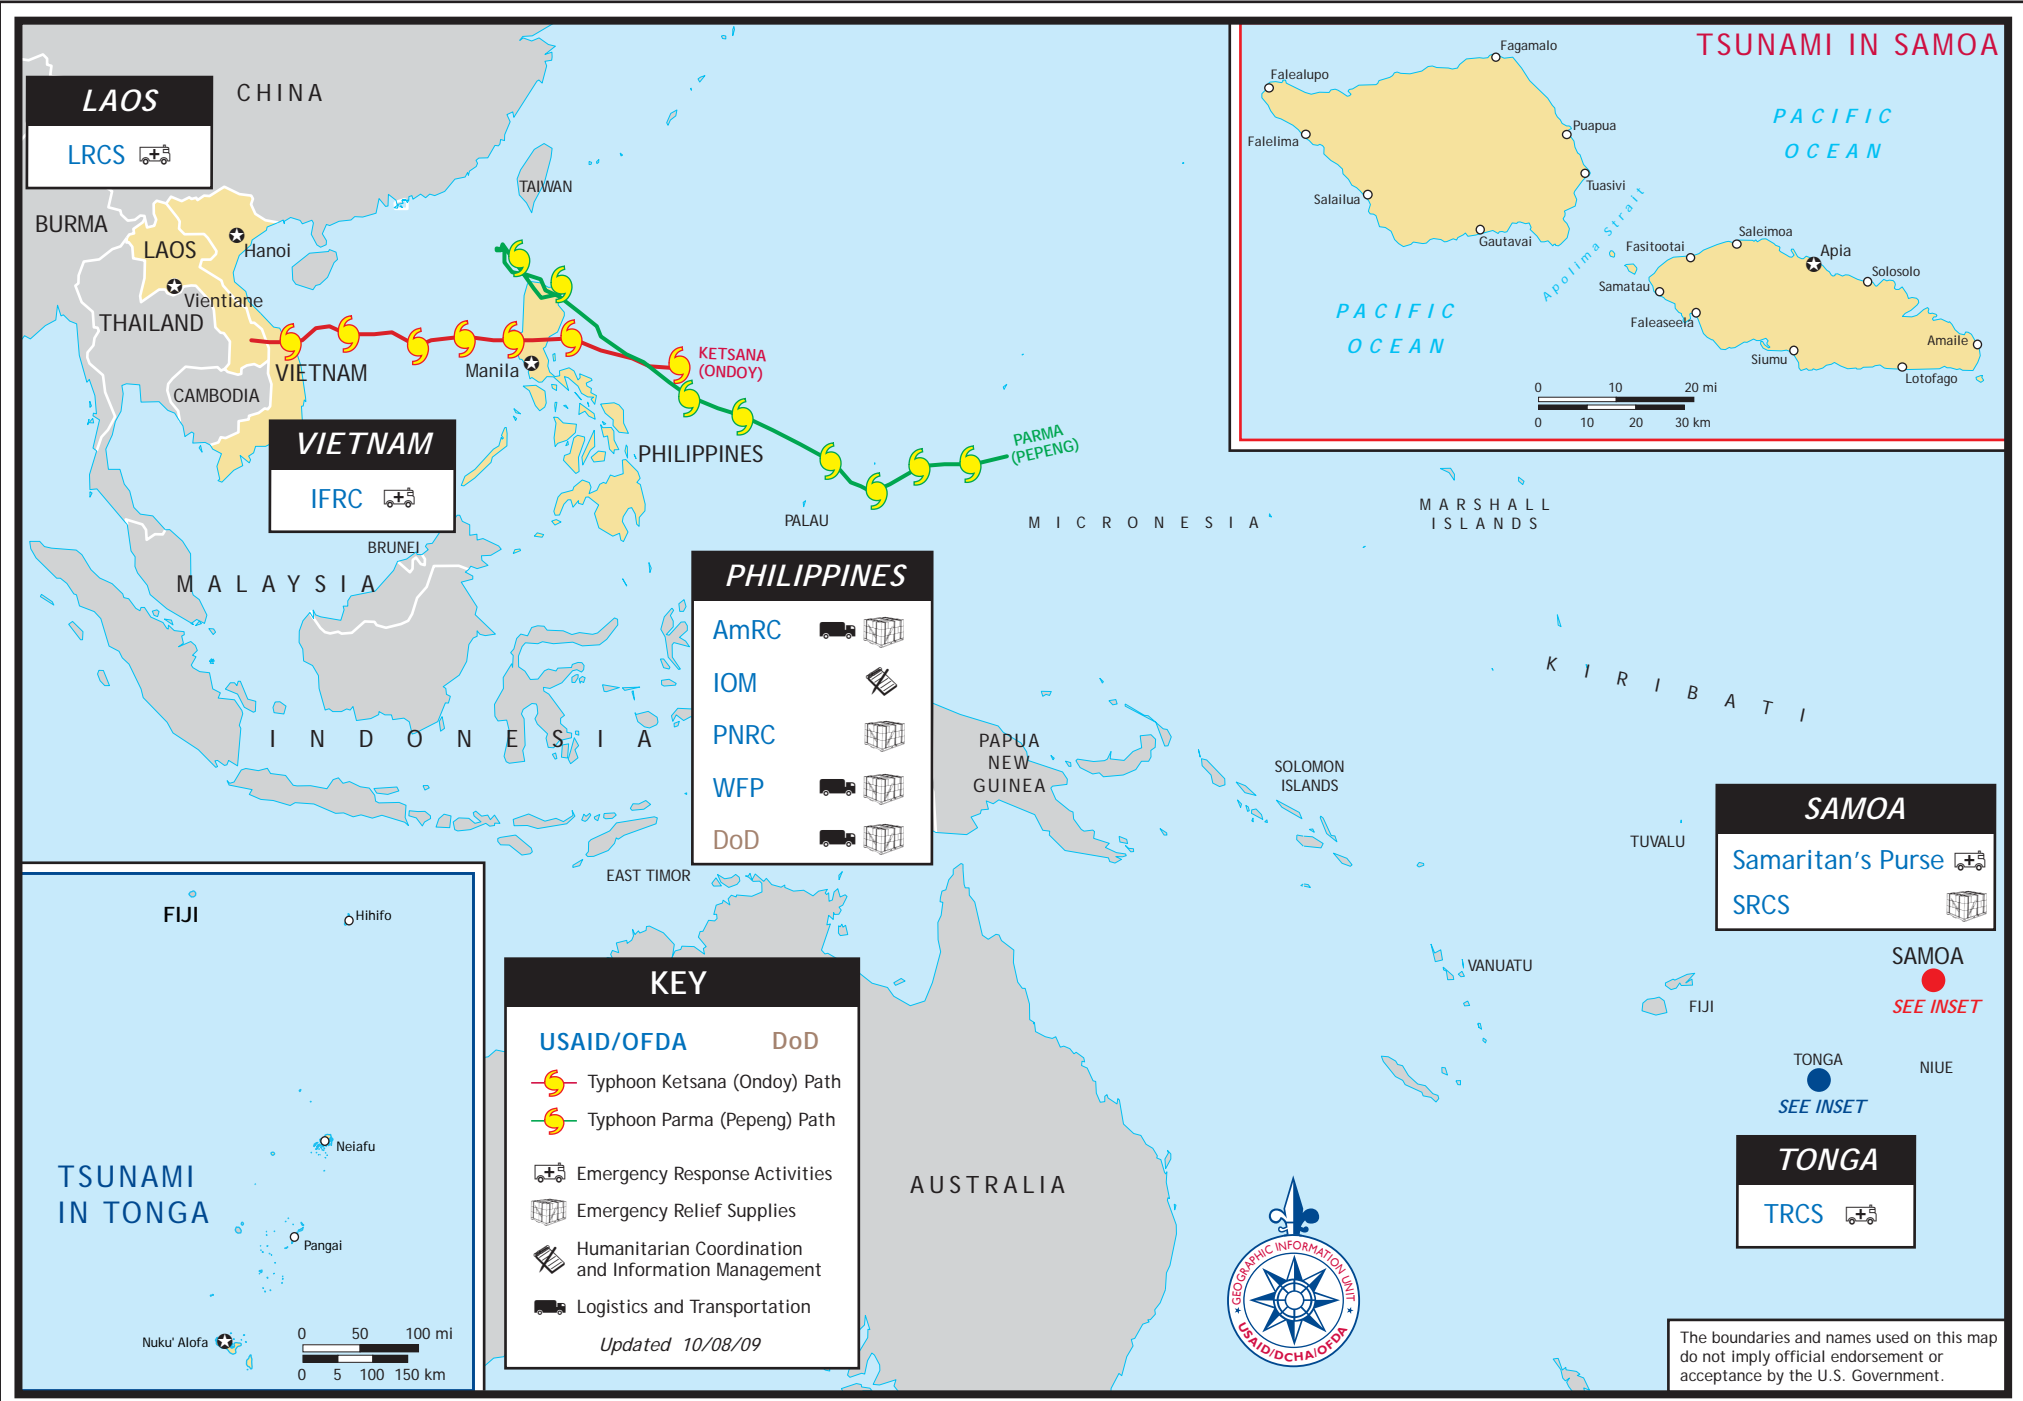 LAOS
LRCS
CHINA
TAIWAN
BURMA
LAOS
Hanoi
Vientiane
THAILAND
VIETNAM
CAMBODIA
Manila
KETSANA
(ONDOY)
PARMA
(PEPENG)
PHILIPPINES
VIETNAM
IFRC
BRUNEI
MALAYSIA
INDONESIA
PALAU
MICRONESIA
MARSHALL
ISLANDS
KIRIBATI
PAPUA
NEW
GUINEA
SOLOMON
ISLANDS
TUVALU
EAST TIMOR
VANUATU
FIJI
AUSTRALIA
NIUE
TSUNAMI IN SAMOA
Fagamalo
Falealupo
Falelima
Puapua
Tuasivi
Salailua
Gautavai
Apolima Strait
PACIFIC
OCEAN
PACIFIC
OCEAN
Saleimoa
Fasitootai
Apia
Samatau
Solosolo
Faleaseela
Siumu
Amaile
Lotofago
0 10 20 mi
0 10 20 30 km
PHILIPPINES
AmRC
IOM
PNRC
WFP
DoD
SAMOA
Samaritan's Purse
SRCS
SAMOA
SEE INSET
TONGA
SEE INSET
TONGA
TRCS
FIJI
Hihifo
Neiafu
TSUNAMI
IN TONGA
Pangai
Nuku' Alofa
0 50 100 mi
0 5 100 150 km
KEY
USAID/OFDA DoD
Typhoon Ketsana (Ondoy) Path
Typhoon Parma (Pepeng) Path
Emergency Response Activities
Emergency Relief Supplies
Humanitarian Coordination
and Information Management
Logistics and Transportation
Updated 10/08/09
GEOGRAPHIC INFORMATION UNIT
USAID/DCHA/OFDA
The boundaries and names used on this map
do not imply official endorsement or
acceptance by the U.S. Government.